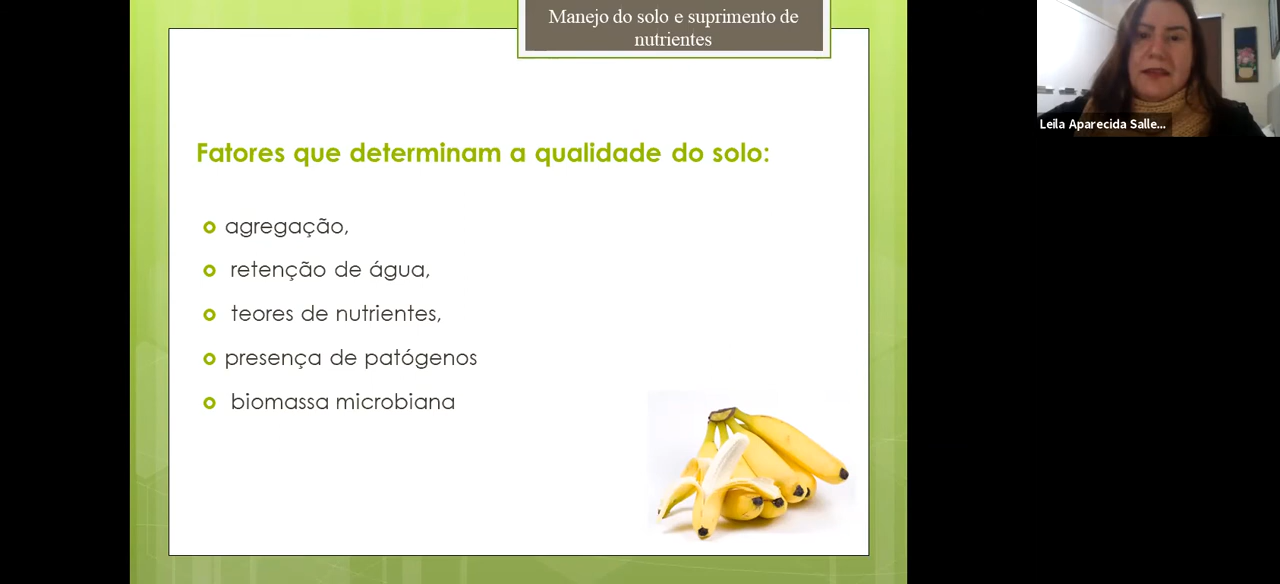 Manejo do solo e suprimento de
nutrientes
Leila Aparecida Salle...
Fatores que determinam a qualidade do solo:
agregação,
retenção de água,
teores de nutrientes,
presença de patógenos
biomassa microbiana